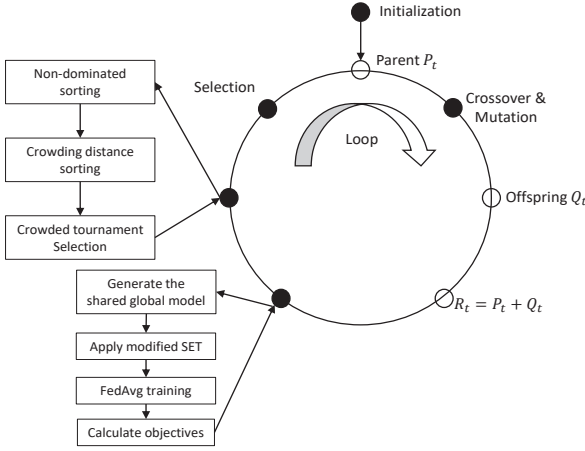 Initialization
Parent P_t
Selection
Crossover &
Mutation
Loop
Offspring Q_t
R_t = P_t + Q_t
Non-dominated
sorting
Crowding distance
sorting
Crowded tournament
Selection
Generate the
shared global model
Apply modified SET
FedAvg training
Calculate objectives